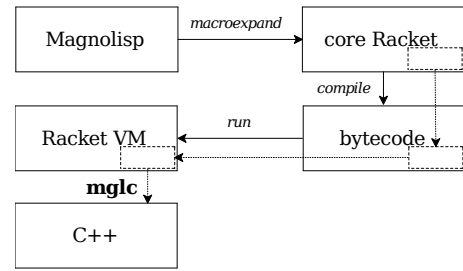 macroexpand
Magnolisp
core Racket
compile
run
Racket VM
bytecode
mglc
C++